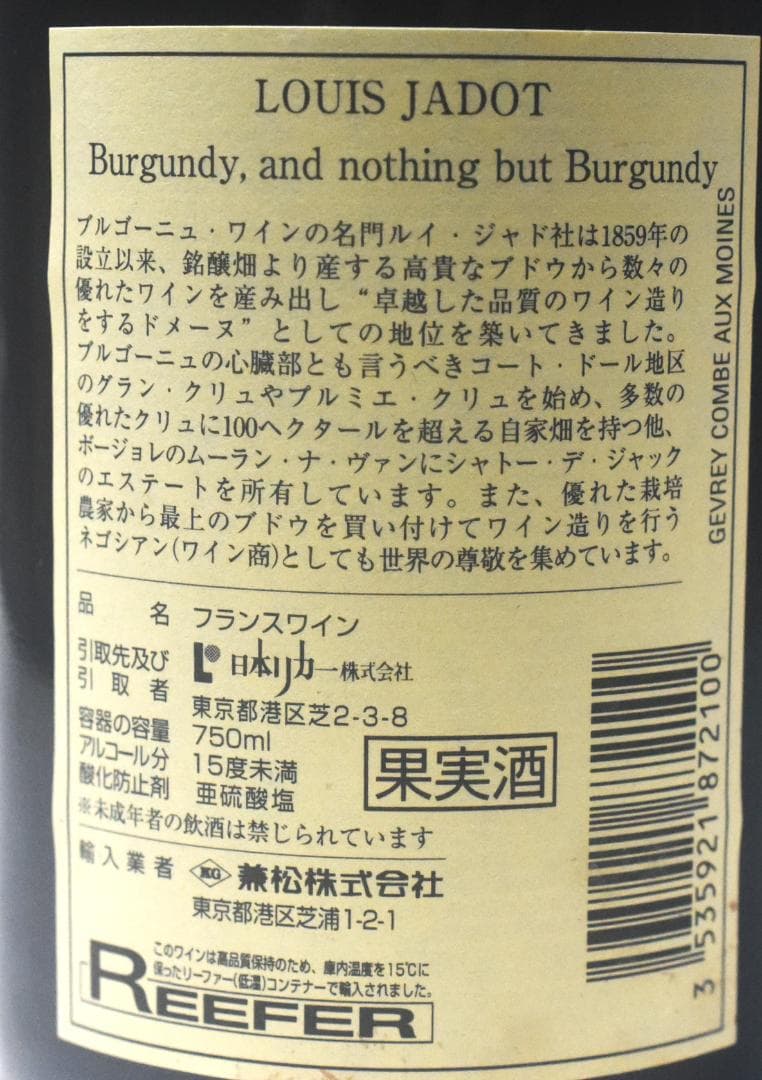 LOUIS JADOT
Burgundy, and nothing but Burgundy
ブルゴーニュ・ワインの名門ルイ・ジャド社は1859年の
設立以来、銘醸畑より産する高貴なブドウから数々の
優れたワインを産み出し“卓越した品質のワイン造り
をするドメーヌ”としての地位を築いてきました。
ブルゴーニュの心臓部とも言うべきコート・ドール地区
のグラン・クリュやプルミエ・クリュを始め、多数の
優れたクリュに100ヘクタールを超える自家畑を持つ他、
ボージョレのムーラン・ナ・ヴァンにシャトー・デ・ジャック
のエステートを所有しています。また、優れた栽培
農家から最上のブドウを買い付けてワイン造りを行う
ネゴシアン(ワイン商)としても世界の尊敬を集めています。
GEVREY COMBE AUX MOINES
品名 フランスワイン
引取先及び
引取者 日本リカー株式会社
東京都港区芝2-3-8
容器の容量 750ml
アルコール分 15度未満
酸化防止剤 亜硫酸塩
果実酒
※未成年者の飲酒は禁じられています
輸入業者 KG 兼松株式会社
東京都港区芝浦1-2-1
このワインは高品質保持のため、庫内温度を15℃に
保ったリーファー(低温)コンテナーで輸入されました。
REEFER
3 535921 872100